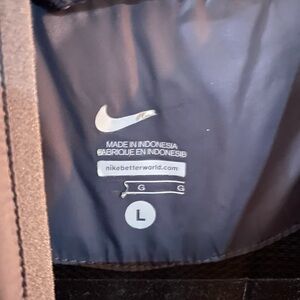 MADE IN INDONESIA
FABRIQUE EN INDONESIE
nikebetterworld.com
G G
L